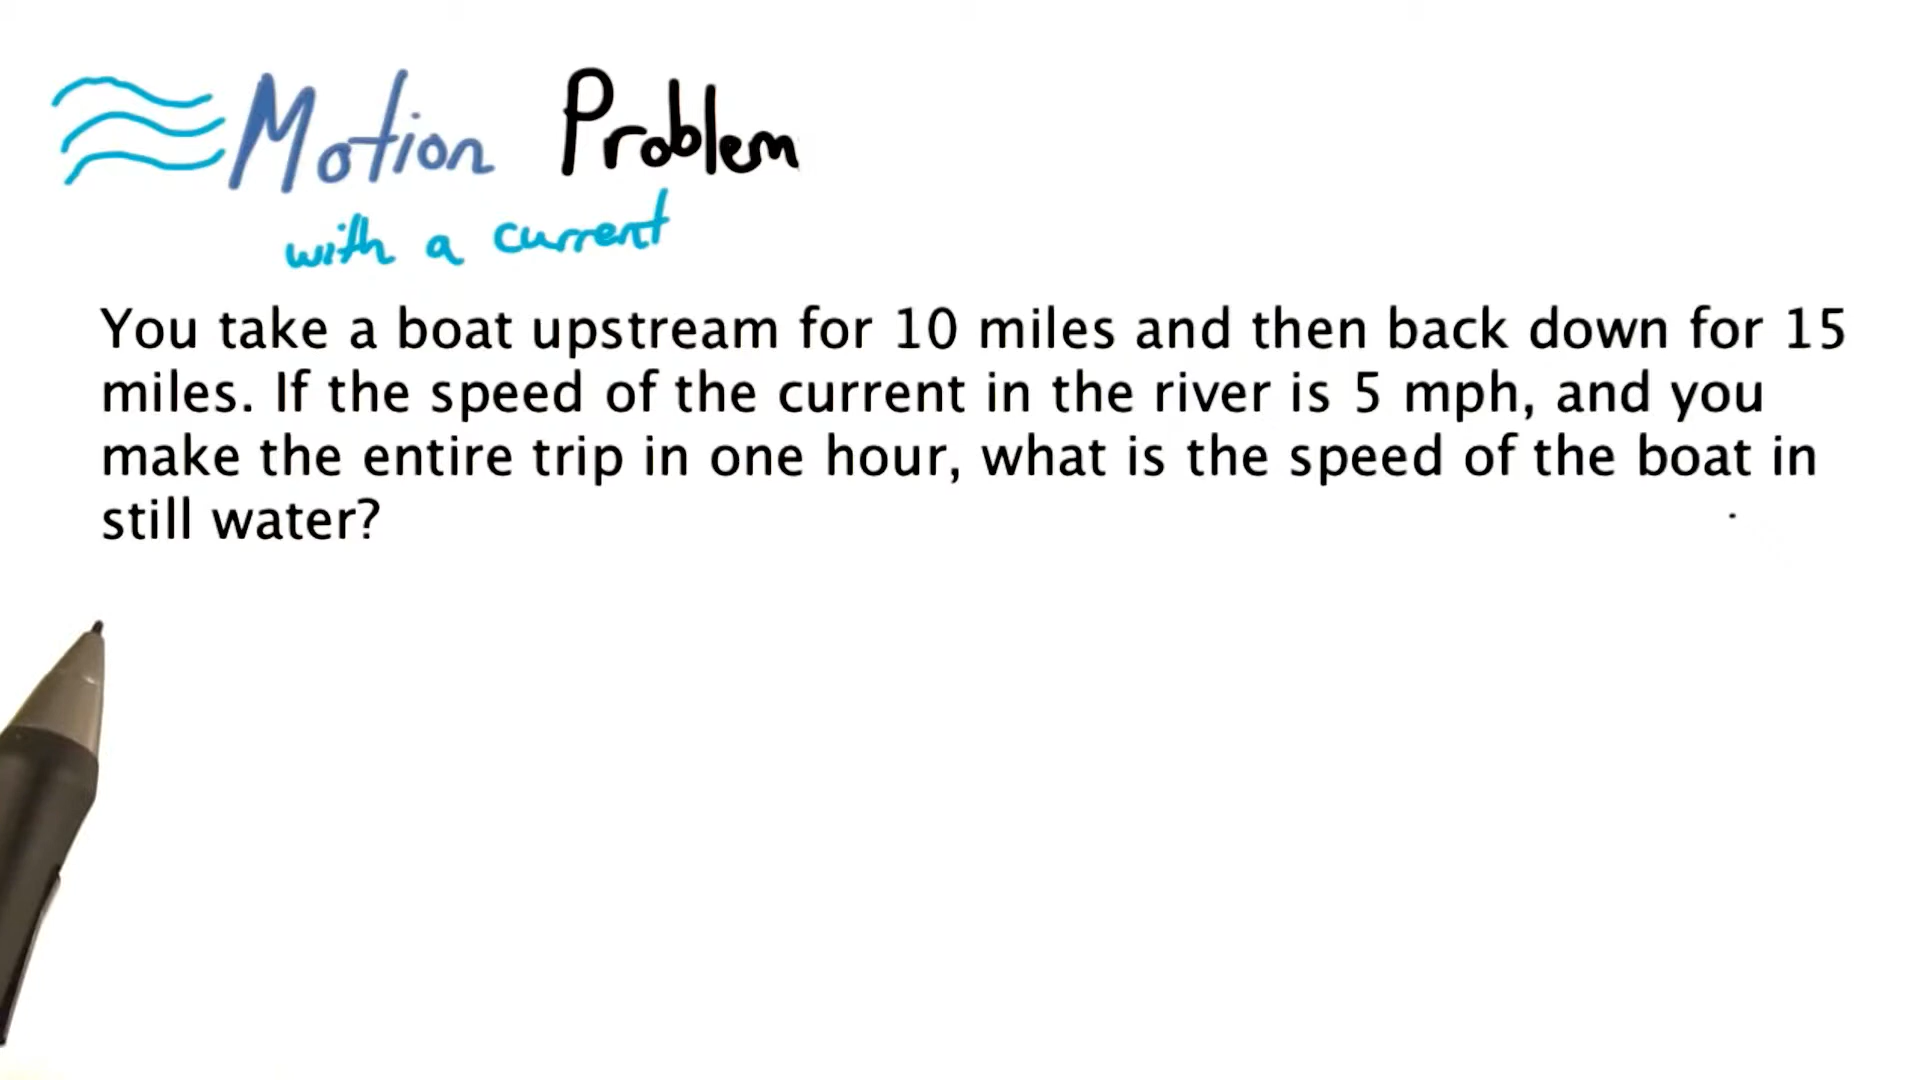 Motion Problem
with a current
You take a boat upstream for 10 miles and then back down for 15
miles. If the speed of the current in the river is 5 mph, and you
make the entire trip in one hour, what is the speed of the boat in
still water?